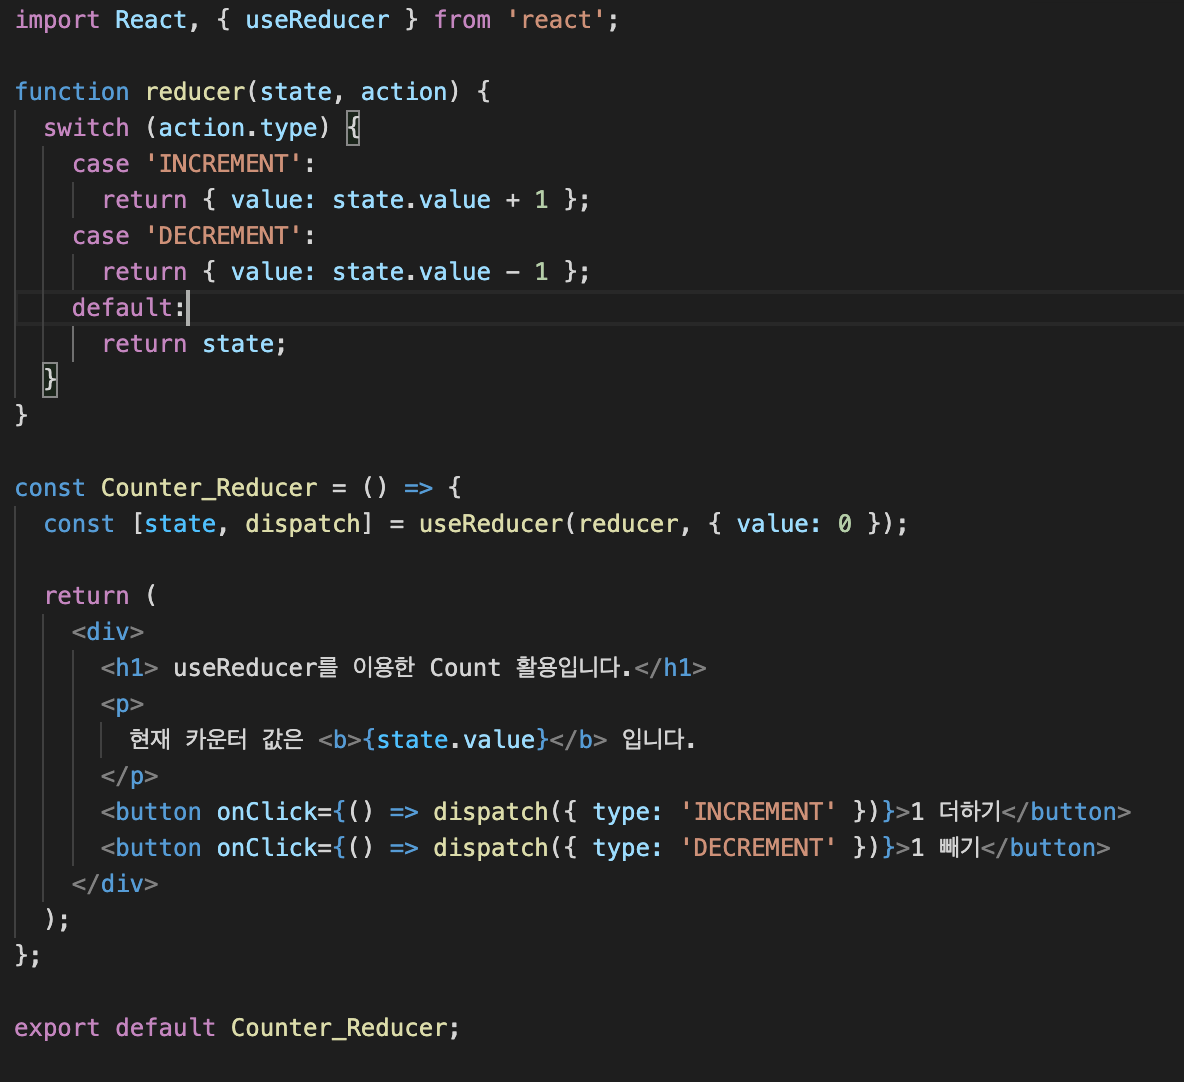 import React, { useReducer } from 'react';
function reducer(state, action) {
switch (action.type) {
case 'INCREMENT':
return { value: state.value + 1 };
case 'DECREMENT':
return { value: state.value - 1 };
default:
return state;
}
}
const Counter_Reducer = () => {
const [state, dispatch] = useReducer(reducer, { value: 0 });
return (
<div>
<h1> useReducer를 이용한 Count 활용입니다.</h1>
<p>
현재 카운터 값은 <b>{state.value}</b> 입니다.
</p>
<button onClick={() => dispatch({ type: 'INCREMENT' })}>1 더하기</button>
<button onClick={() => dispatch({ type: 'DECREMENT' })}>1 빼기</button>
</div>
);
};
export default Counter_Reducer;